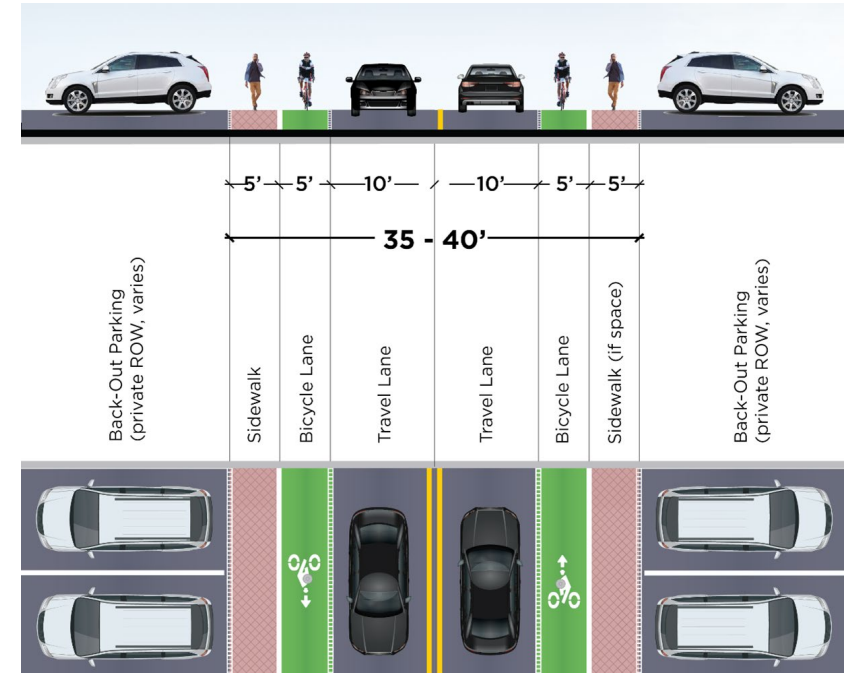 5’
5’
10’
10’
5’
5’
35 - 40’
Back-Out Parking
(private ROW, varies)
Sidewalk
Bicycle Lane
Travel Lane
Travel Lane
Bicycle Lane
Sidewalk (if space)
Back-Out Parking
(private ROW, varies)